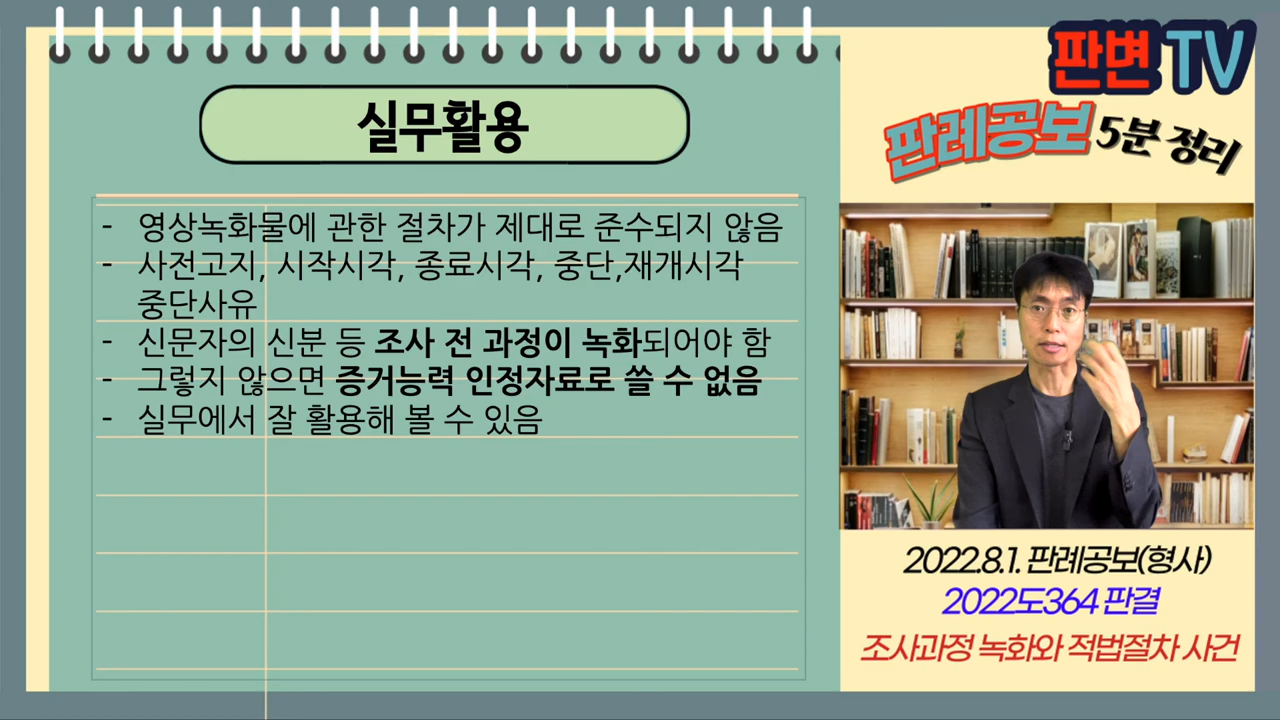 판변 TV
판례공보 5분 정리
실무활용
- 영상녹화물에 관한 절차가 제대로 준수되지 않음
- 사전고지, 시작시각, 종료시각, 중단,재개시각
중단사유
- 신문자의 신분 등 조사 전 과정이 녹화되어야 함
- 그렇지 않으면 증거능력 인정자료로 쓸 수 없음
- 실무에서 잘 활용해 볼 수 있음
2022.8.1. 판례공보(형사)
2022도364 판결
조사과정 녹화와 적법절차 사건